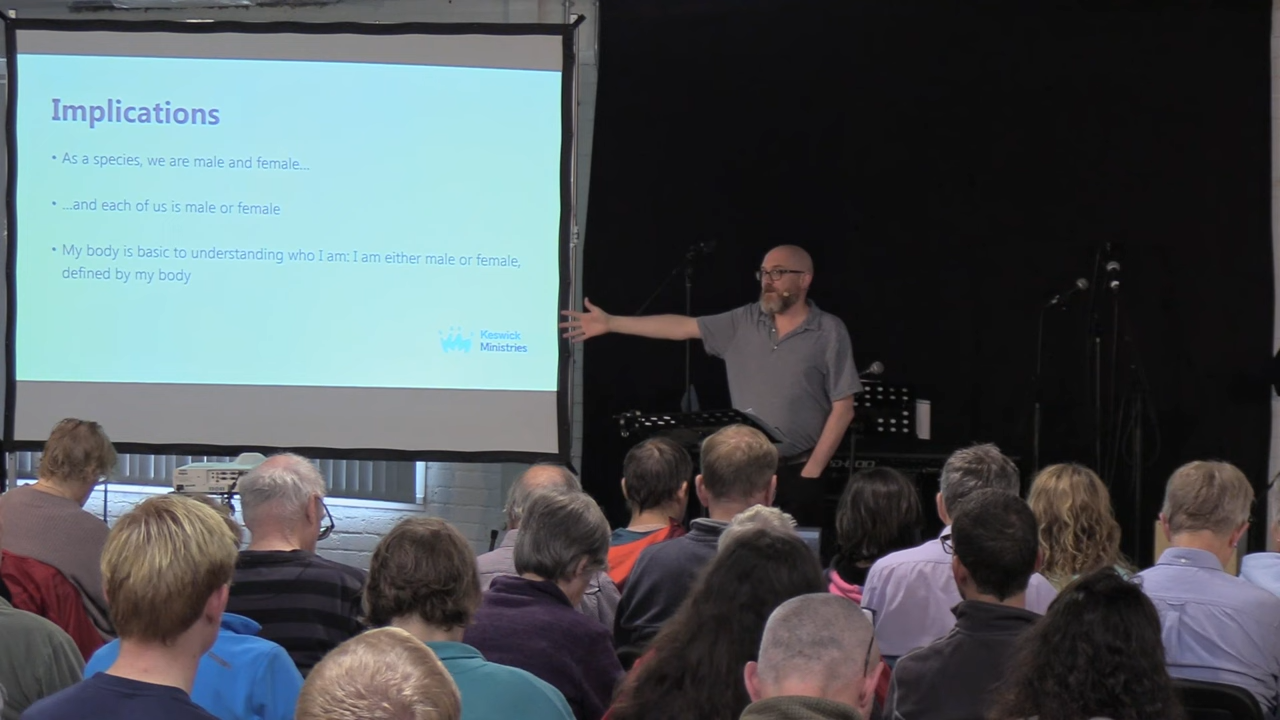 Implications
• As a species, we are male and female...
• ...and each of us is male or female
• My body is basic to understanding who I am: I am either male or female,
defined by my body
Keswick
Ministries